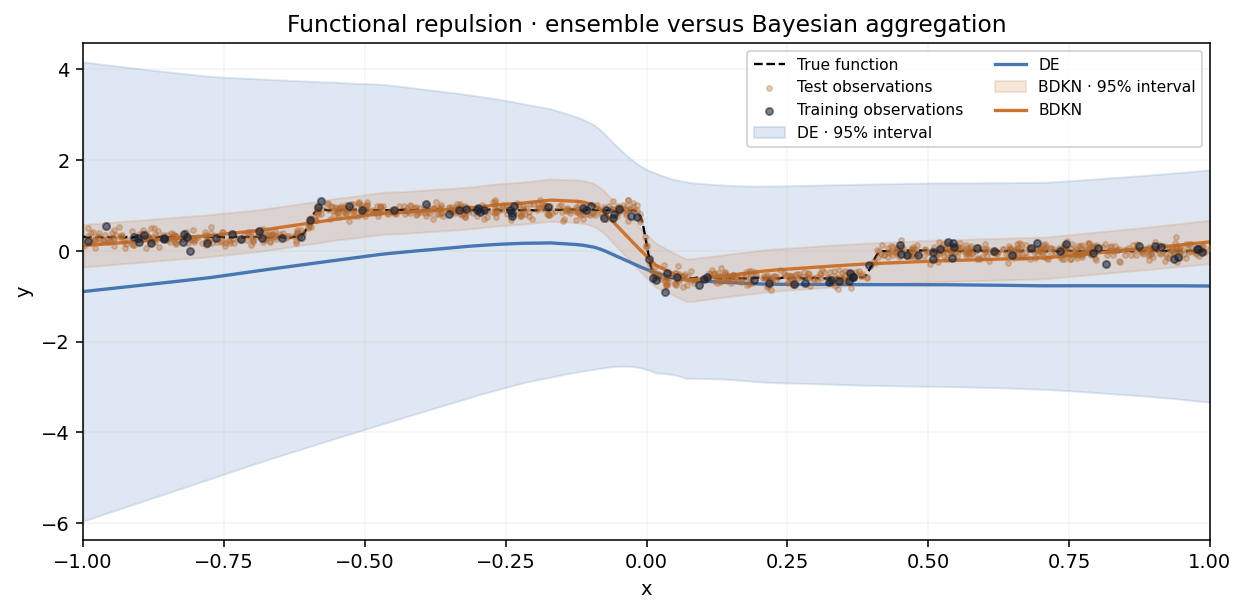 Functional repulsion · ensemble versus Bayesian aggregation
True function
Test observations
Training observations
DE · 95% interval
DE
BDKN · 95% interval
BDKN
y
4
2
0
−2
−4
−6
−1.00 −0.75 −0.50 −0.25 0.00 0.25 0.50 0.75 1.00
x